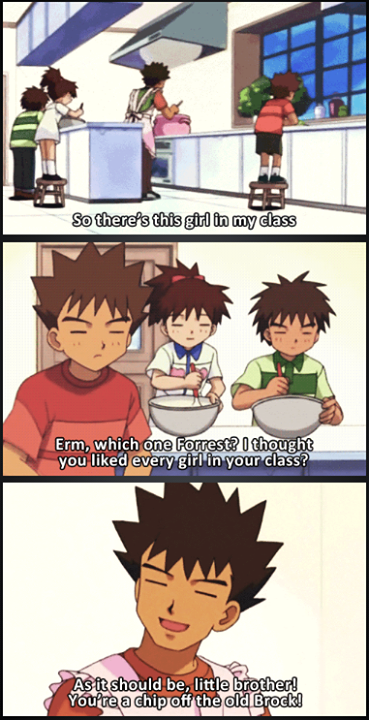 So there's this girl in my class
Erm, which one Forrest? I thought
you liked every girl in your class?
As it should be, little brother!
You're a chip off the old Brock!